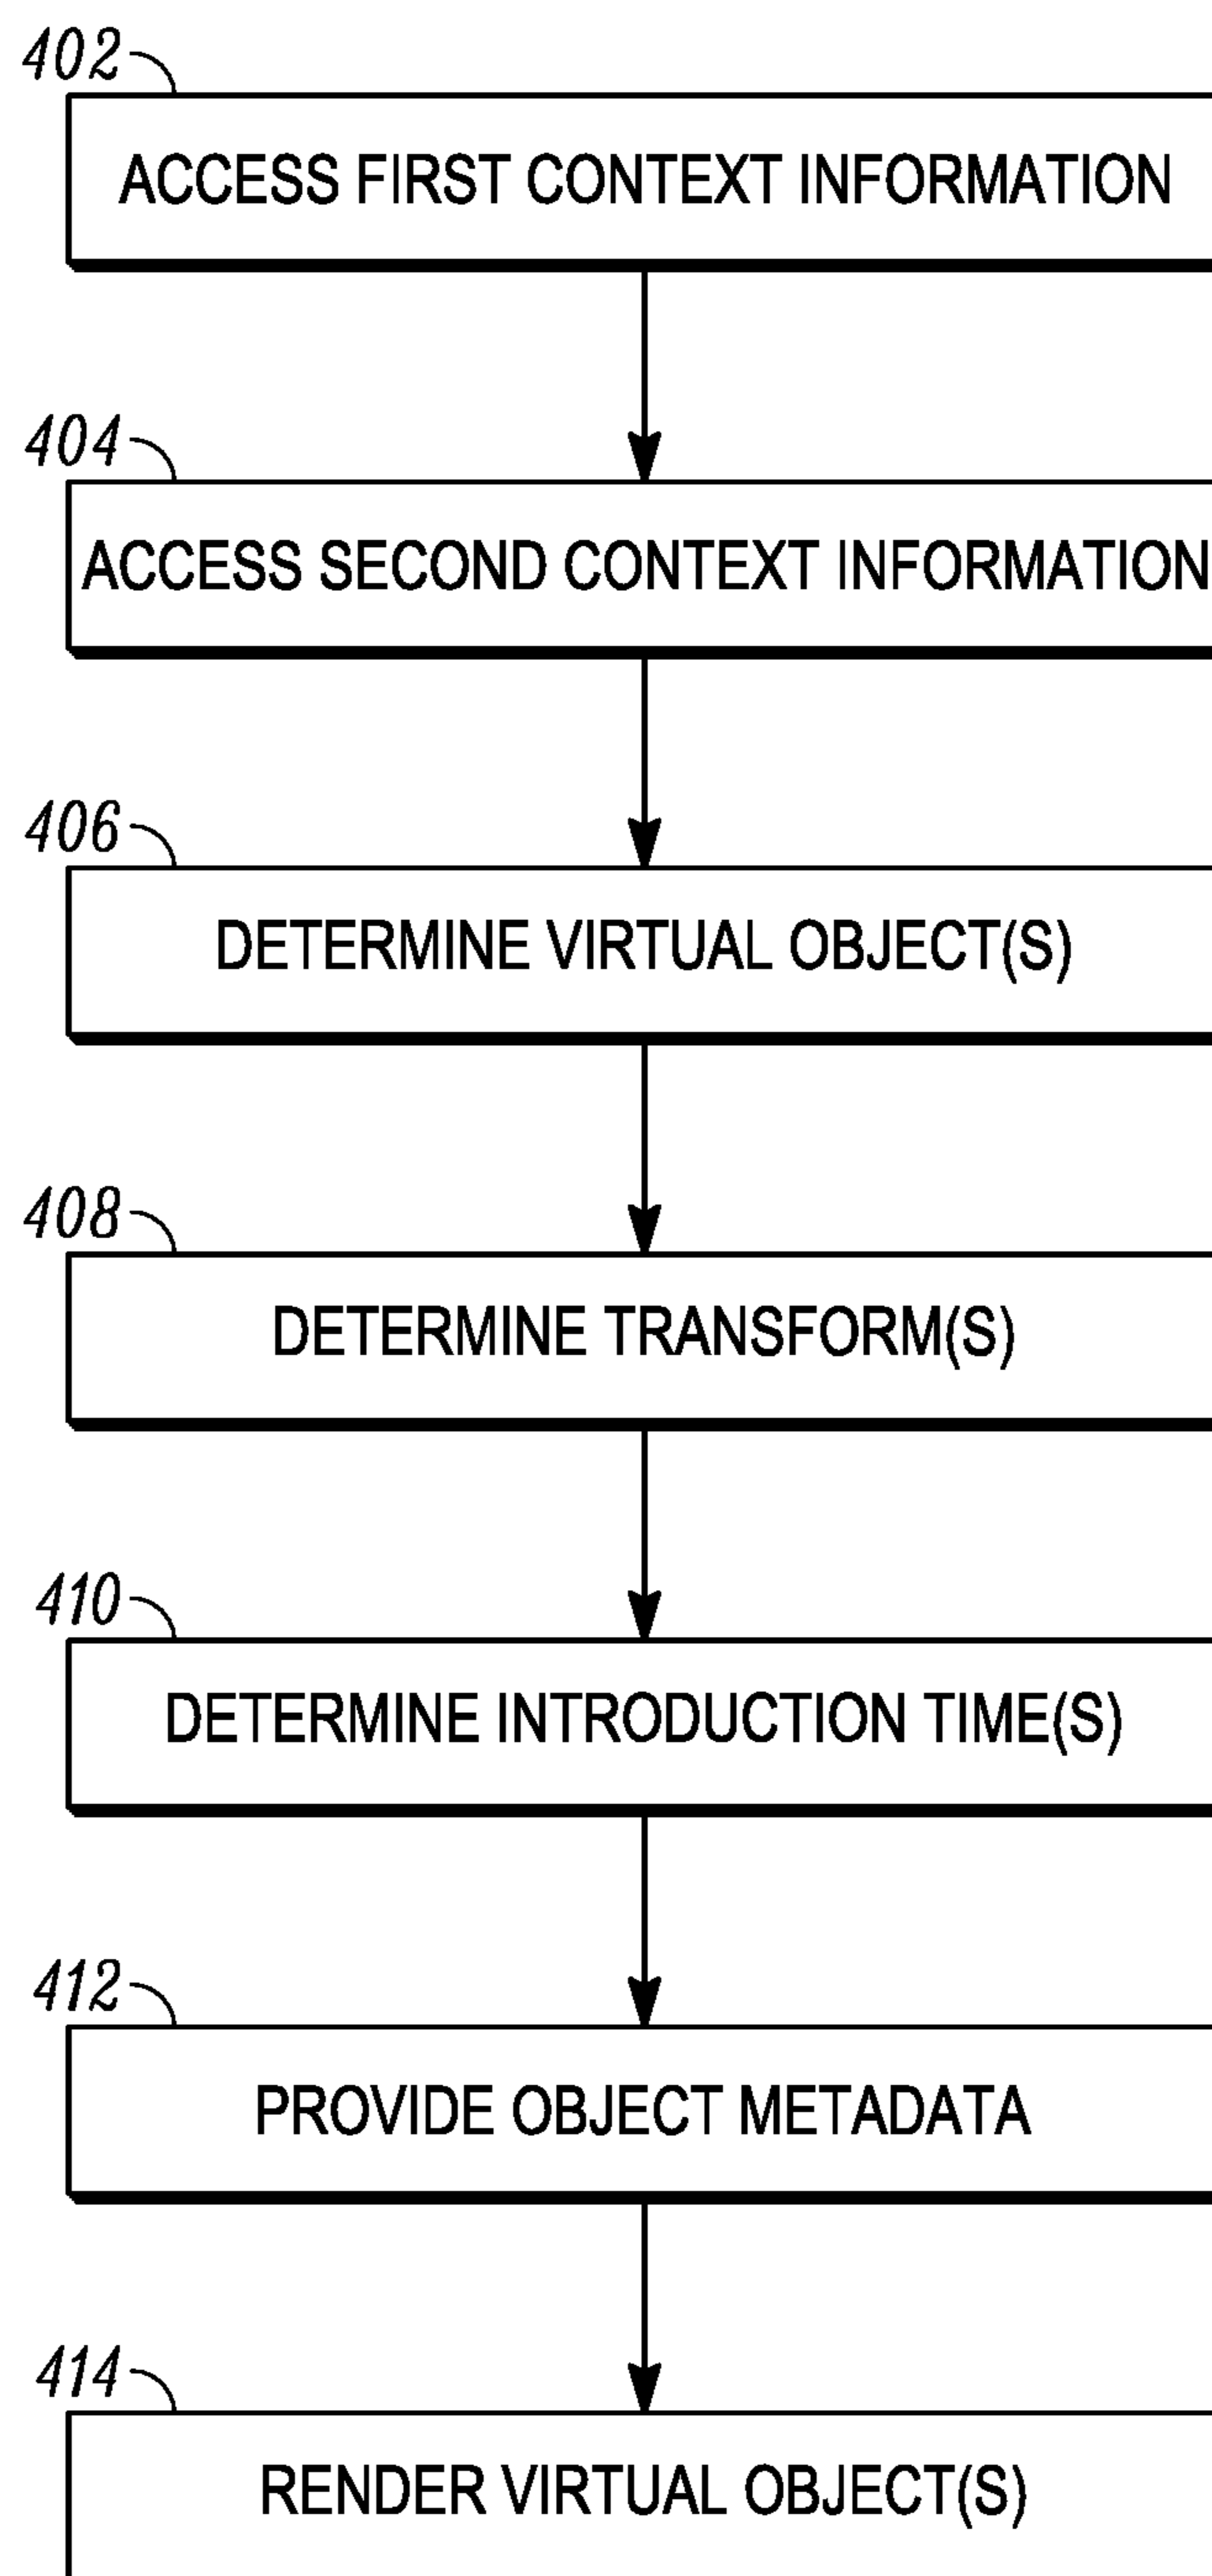 402
ACCESS FIRST CONTEXT INFORMATION
404
ACCESS SECOND CONTEXT INFORMATION
406
DETERMINE VIRTUAL OBJECT(S)
408
DETERMINE TRANSFORM(S)
410
DETERMINE INTRODUCTION TIME(S)
412
PROVIDE OBJECT METADATA
414
RENDER VIRTUAL OBJECT(S)